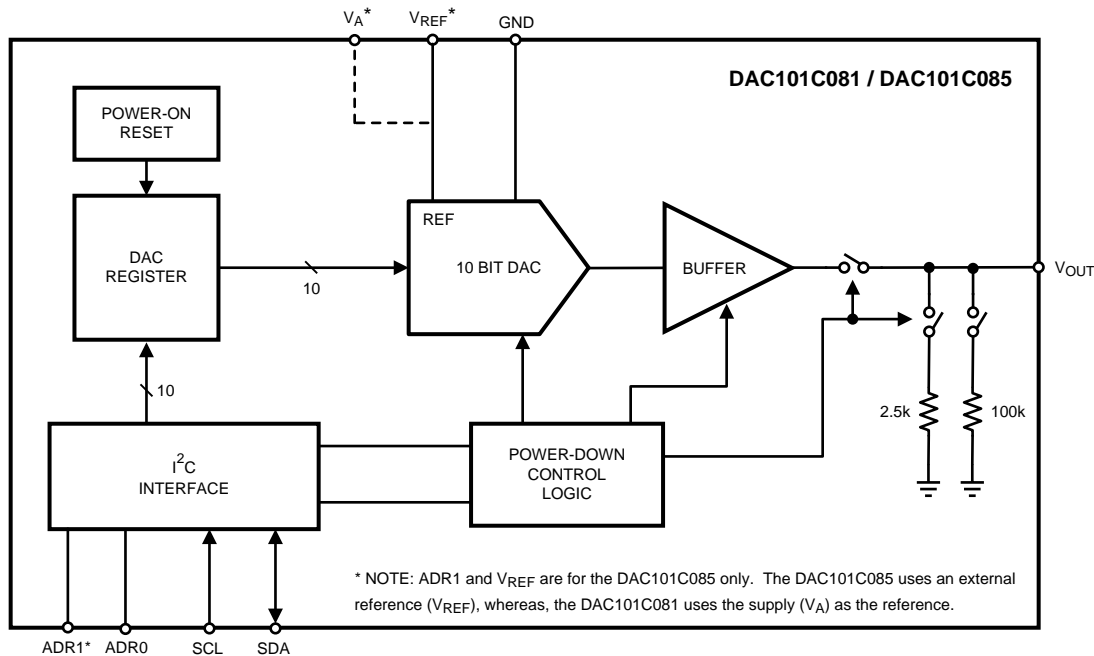 VA* VREF* GND
DAC101C081 / DAC101C085
POWER-ON
RESET
REF
DAC
REGISTER
10 BIT DAC
BUFFER
VOUT
10
10
2.5k 100k
I2C
INTERFACE
POWER-DOWN
CONTROL
LOGIC
* NOTE: ADR1 and VREF are for the DAC101C085 only. The DAC101C085 uses an external
reference (VREF), whereas, the DAC101C081 uses the supply (VA) as the reference.
ADR1* ADR0 SCL SDA